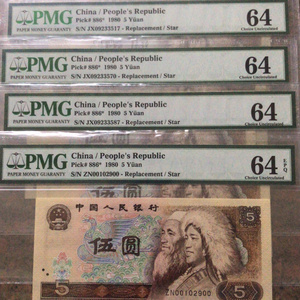 PMG
PAPER MONEY GUARANTY
China / People's Republic
Pick# 886* 1980 5 Yüan
S/N JX09233517 - Replacement / Star
64
Choice Uncirculated
PMG
PAPER MONEY GUARANTY
China / People's Republic
Pick# 886* 1980 5 Yüan
S/N JX09233570 - Replacement / Star
64
Choice Uncirculated
PMG
PAPER MONEY GUARANTY
China / People's Republic
Pick# 886* 1980 5 Yüan
S/N JX09233587 - Replacement / Star
64
Choice Uncirculated
PMG
PAPER MONEY GUARANTY
China / People's Republic
Pick# 886* 1980 5 Yüan
S/N ZN00102900 - Replacement / Star
64 EPQ
Choice Uncirculated
中国人民银行
5
伍圆
5
ZN00102900